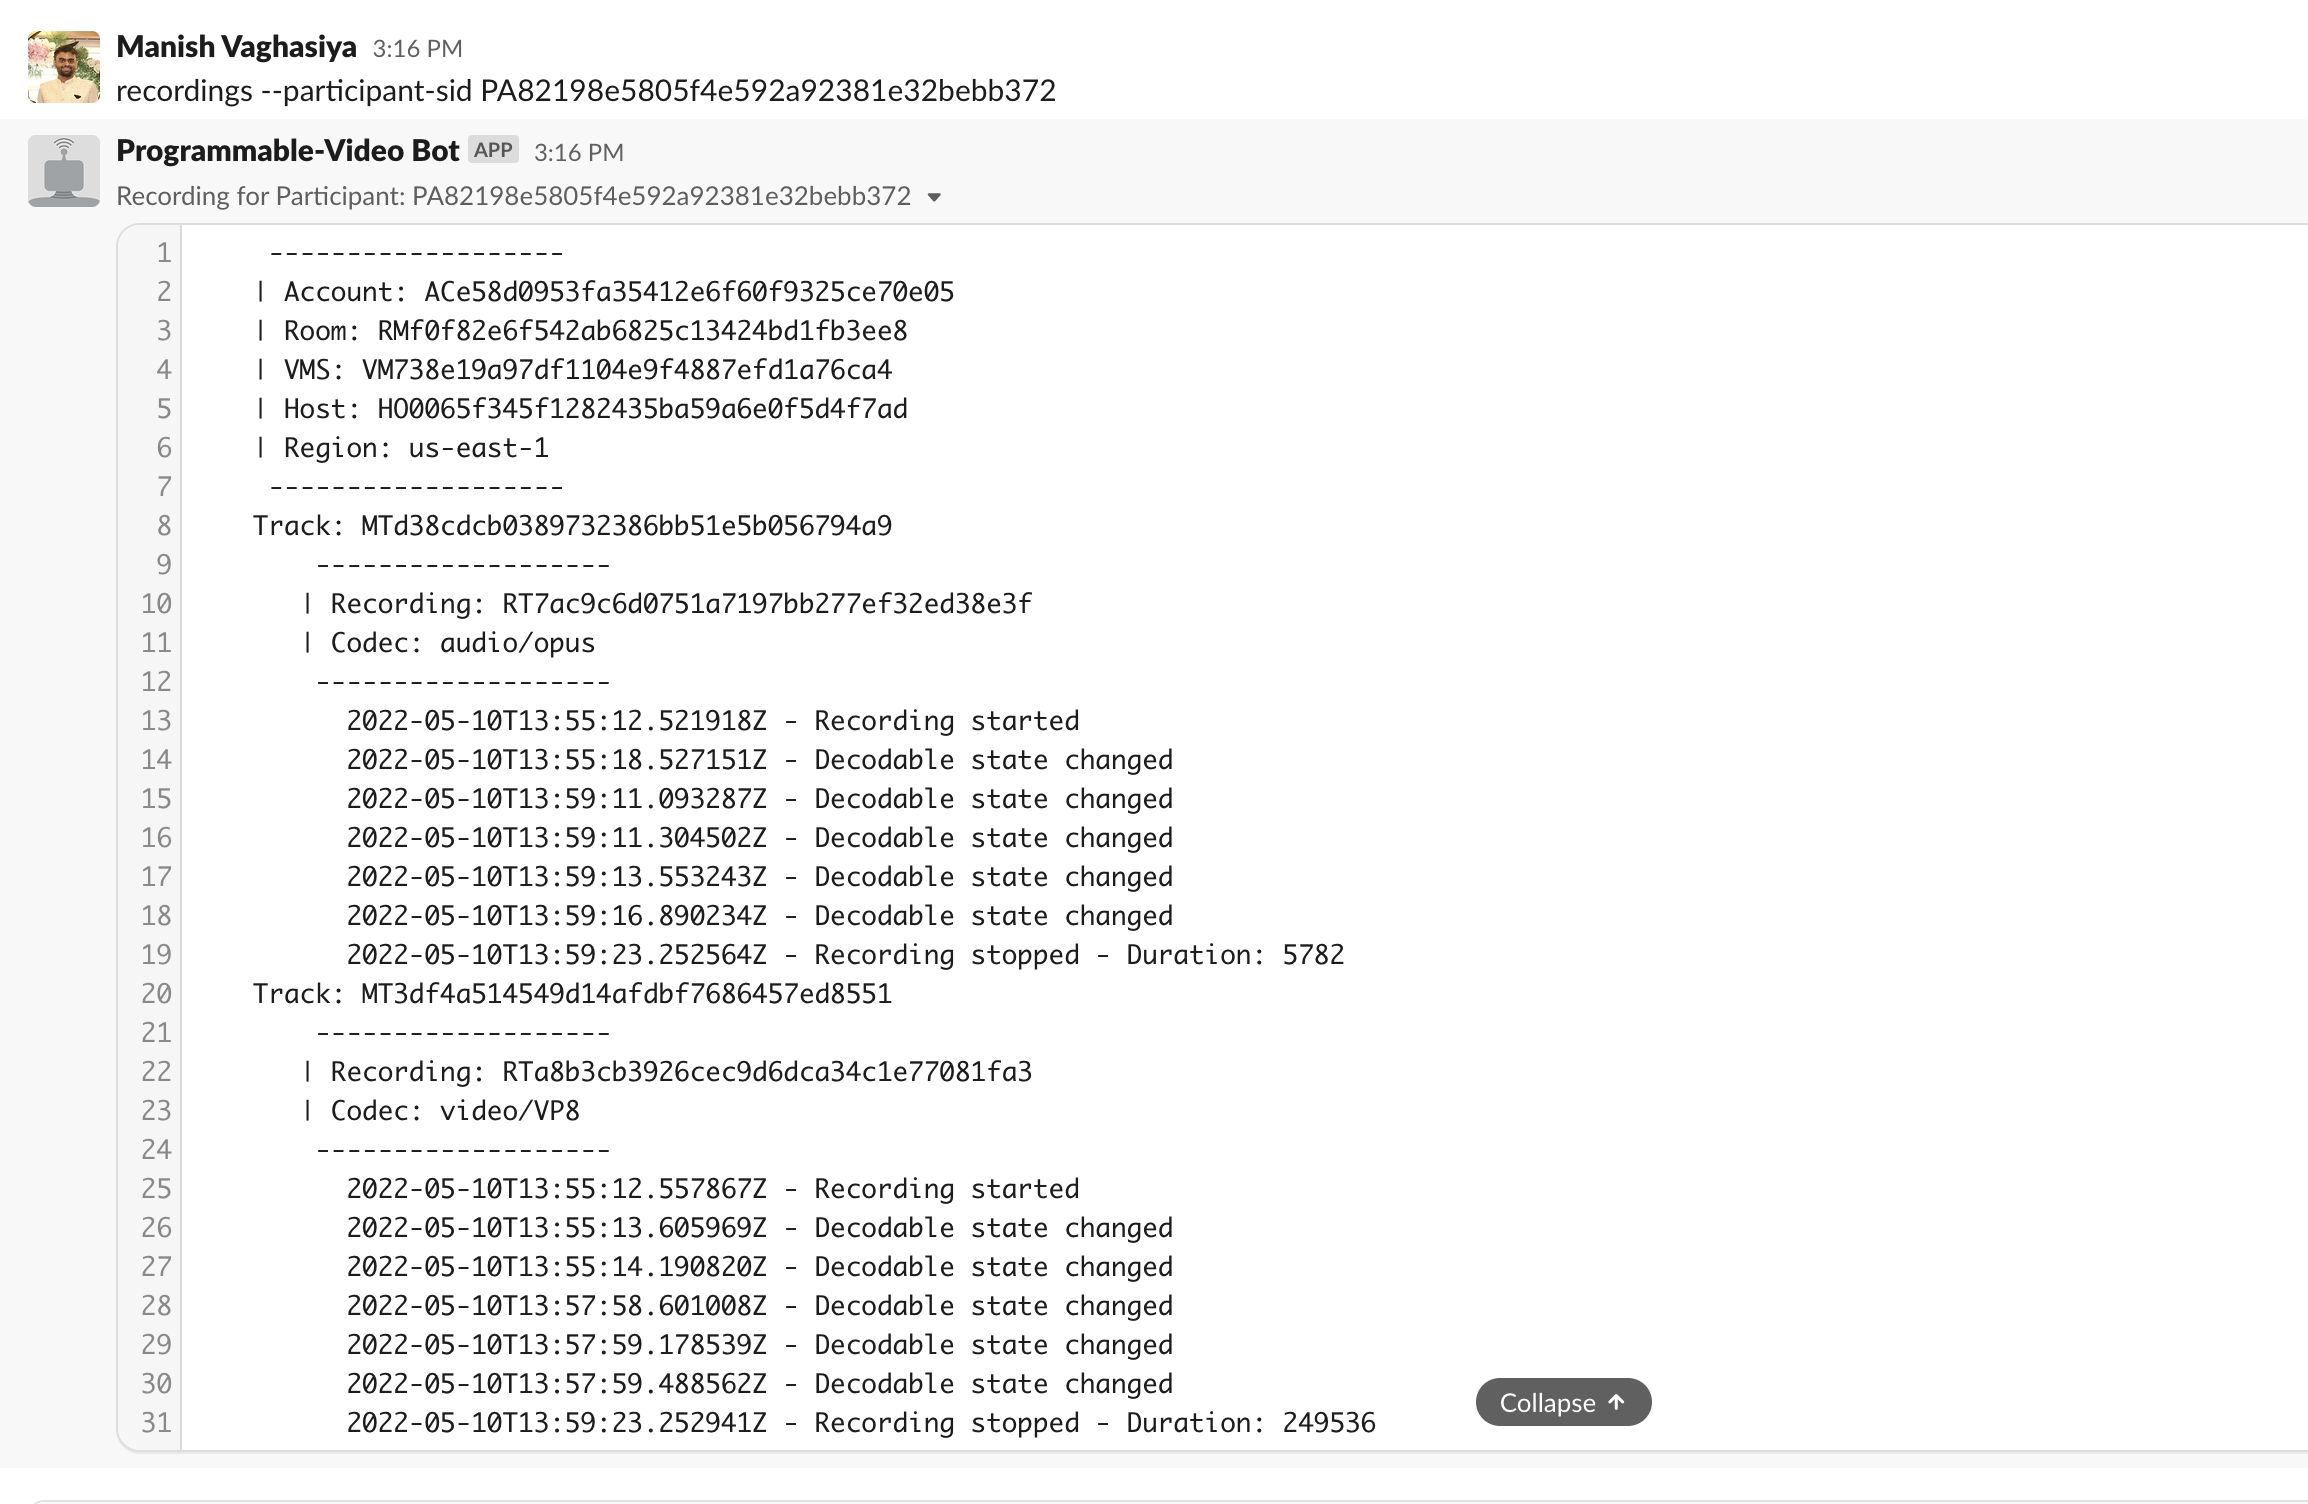 Manish Vaghasiya 3:16 PM
recordings --participant-sid PA82198e5805f4e592a92381e32bebb372
Programmable-Video Bot APP 3:16 PM
Recording for Participant: PA82198e5805f4e592a92381e32bebb372
1 -------------------
2 | Account: ACe58d0953fa35412e6f60f9325ce70e05
3 | Room: RMf0f82e6f542ab6825c13424bd1fb3ee8
4 | VMS: VM738e19a97df1104e9f4887efd1a76ca4
5 | Host: HO0065f345f1282435ba59a6e0f5d4f7ad
6 | Region: us-east-1
7 -------------------
8 Track: MTd38cdcb0389732386bb51e5b056794a9
9 -------------------
10 | Recording: RT7ac9c6d0751a7197bb277ef32ed38e3f
11 | Codec: audio/opus
12 -------------------
13 2022-05-10T13:55:12.521918Z - Recording started
14 2022-05-10T13:55:18.527151Z - Decodable state changed
15 2022-05-10T13:59:11.093287Z - Decodable state changed
16 2022-05-10T13:59:11.304502Z - Decodable state changed
17 2022-05-10T13:59:13.553243Z - Decodable state changed
18 2022-05-10T13:59:16.890234Z - Decodable state changed
19 2022-05-10T13:59:23.252564Z - Recording stopped - Duration: 5782
20 Track: MT3df4a514549d14afdbf7686457ed8551
21 -------------------
22 | Recording: RTa8b3cb3926cec9d6dca34c1e77081fa3
23 | Codec: video/VP8
24 -------------------
25 2022-05-10T13:55:12.557867Z - Recording started
26 2022-05-10T13:55:13.605969Z - Decodable state changed
27 2022-05-10T13:55:14.190820Z - Decodable state changed
28 2022-05-10T13:57:58.601008Z - Decodable state changed
29 2022-05-10T13:57:59.178539Z - Decodable state changed
30 2022-05-10T13:57:59.488562Z - Decodable state changed
31 2022-05-10T13:59:23.252941Z - Recording stopped - Duration: 249536
Collapse ↑